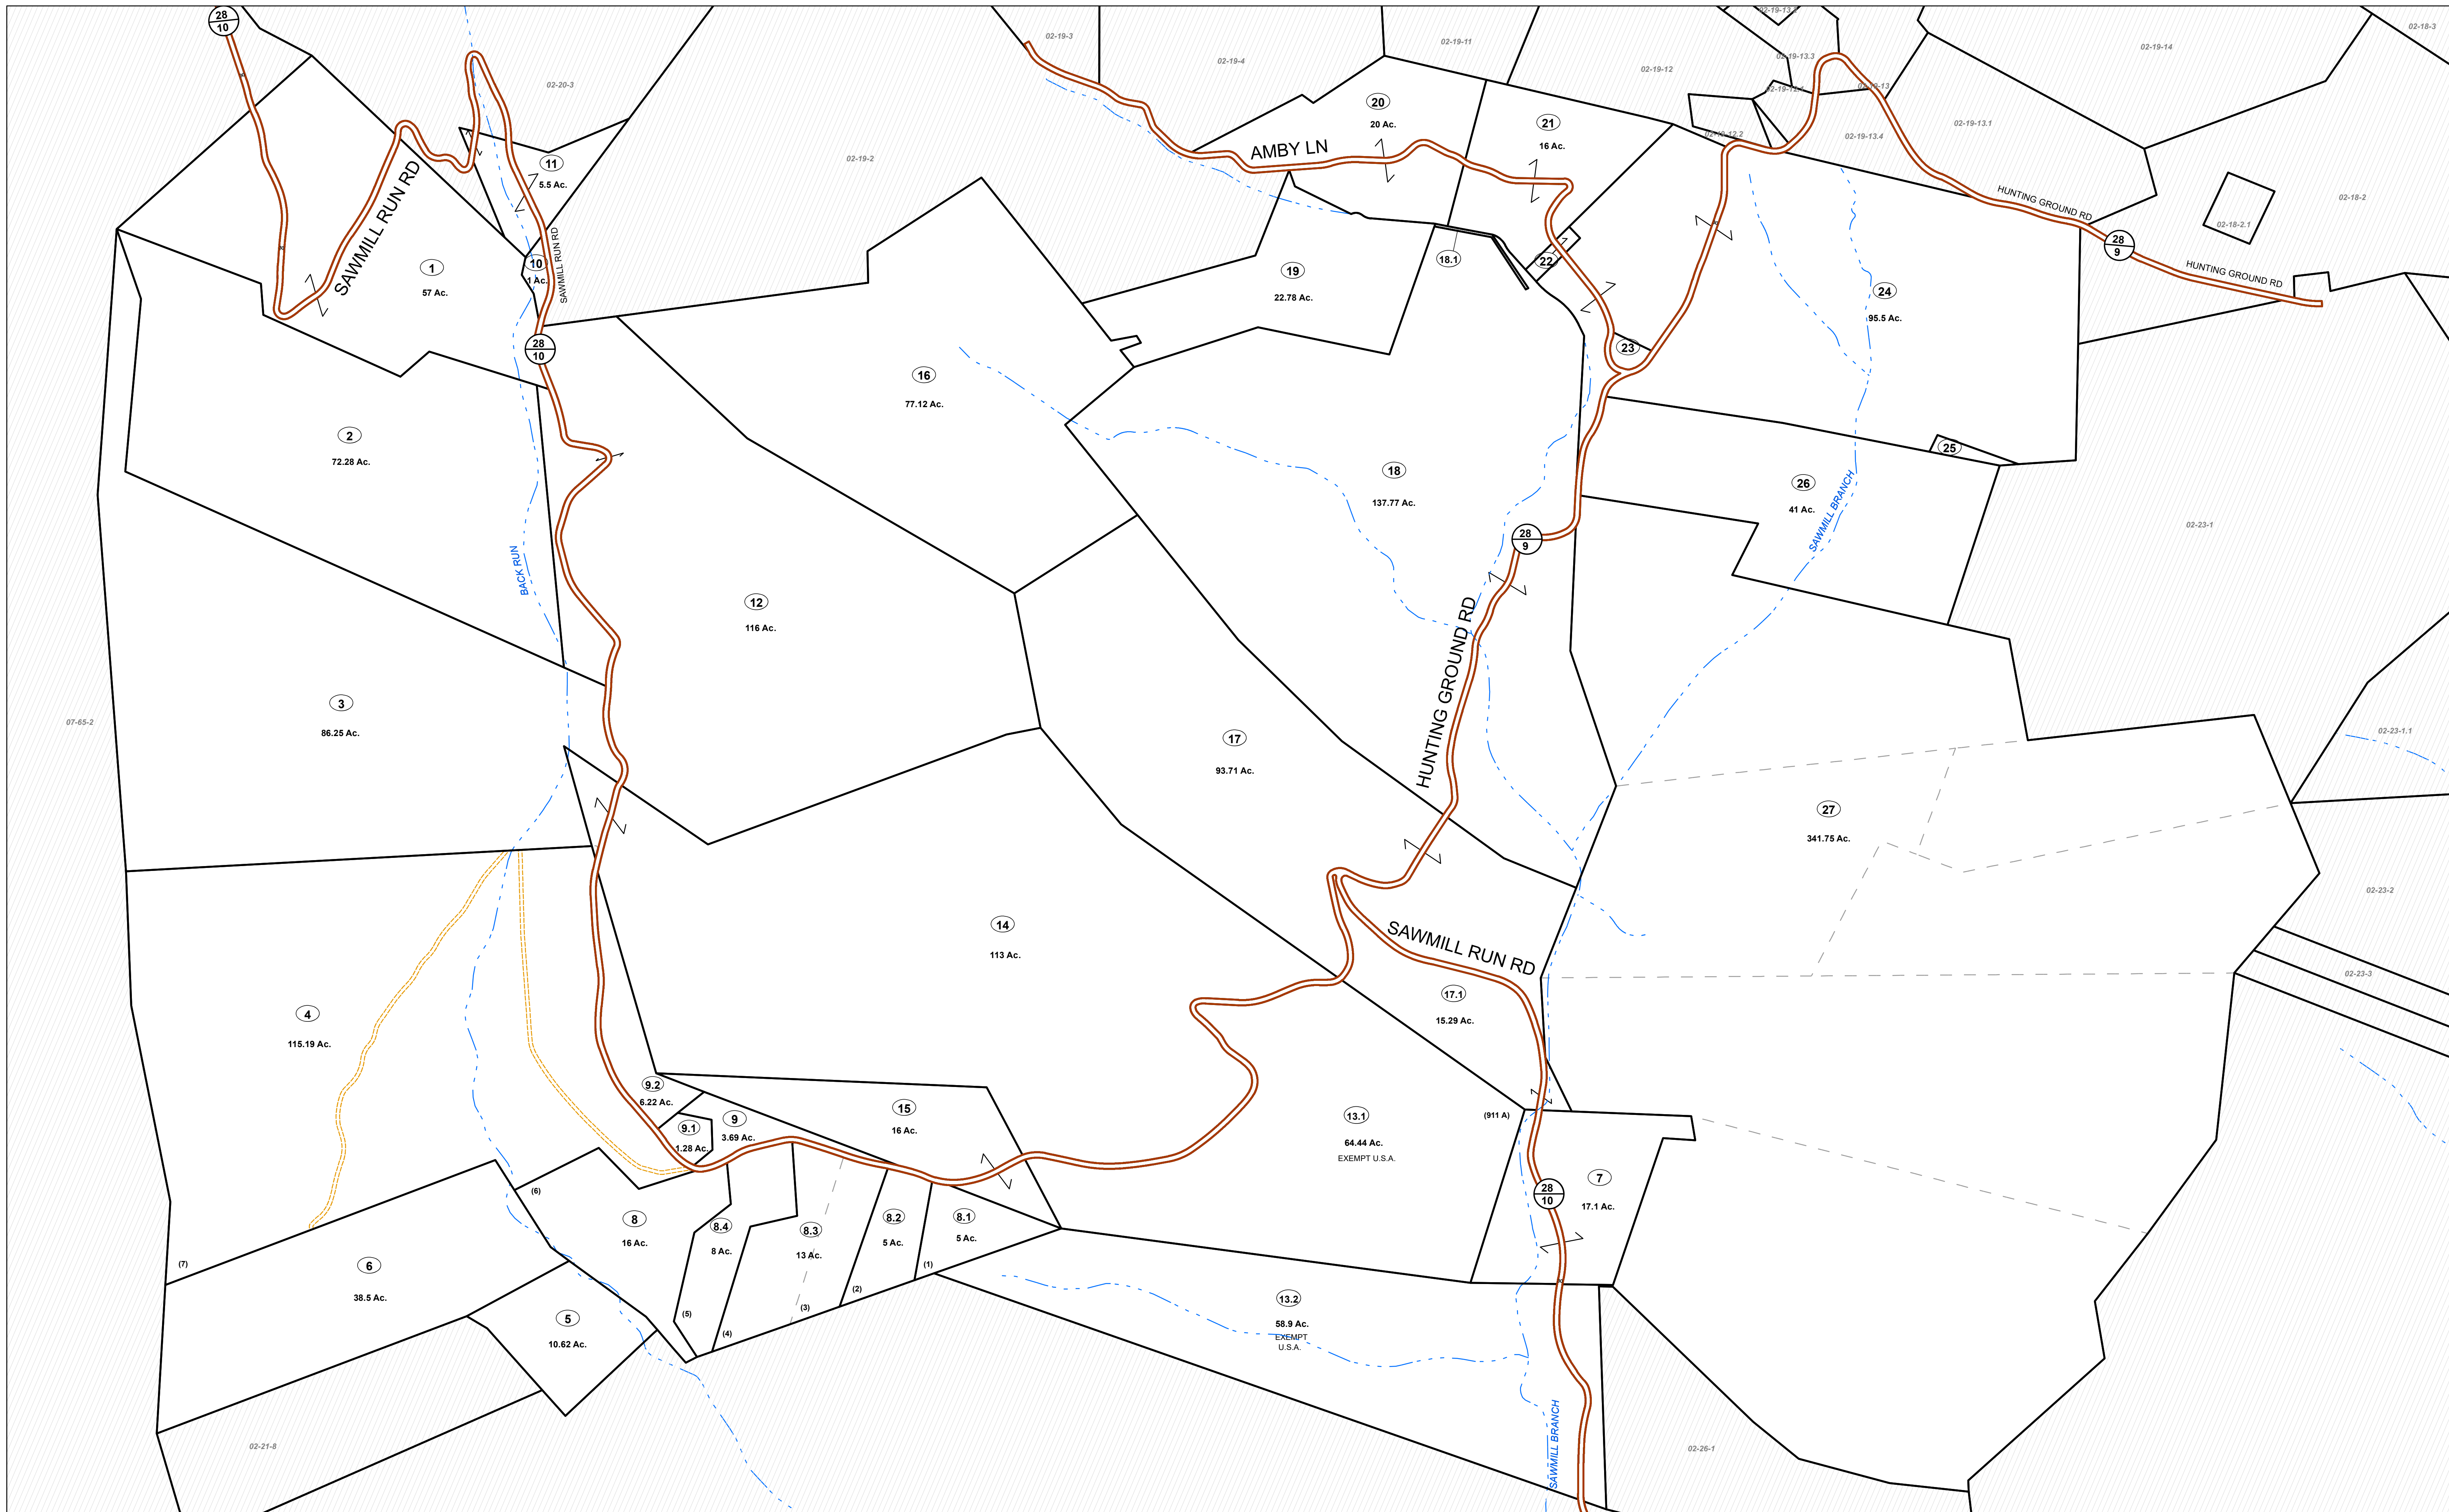 28
10
02-20-3
02-19-3
02-19-4
02-19-11
02-19-12
02-19-13.3
02-19-14
02-18-3
02-19-2
20
20 Ac.
21
16 Ac.
AMBY LN
02-19-12.2
02-19-13.4
02-19-13.1
HUNTING GROUND RD
28
9
HUNTING GROUND RD
02-18-2
02-18-2.1
11
5.5 Ac.
SAWMILL RUN RD
SAWMILL RUN RD
10
1 Ac.
1
57 Ac.
28
10
19
22.78 Ac.
18.1
22
23
24
95.5 Ac.
16
77.12 Ac.
2
72.28 Ac.
18
137.77 Ac.
25
26
41 Ac.
SAWMILL BRANCH
02-23-1
28
9
BACK RUN
12
116 Ac.
HUNTING GROUND RD
3
86.25 Ac.
07-65-2
17
93.71 Ac.
02-23-1.1
27
341.75 Ac.
02-23-2
14
113 Ac.
SAWMILL RUN RD
02-23-3
17.1
15.29 Ac.
4
115.19 Ac.
9.2
6.22 Ac.
9
3.69 Ac.
9.1
1.28 Ac.
15
16 Ac.
13.1
64.44 Ac.
EXEMPT U.S.A.
(911 A)
7
17.1 Ac.
28
10
(6)
8
16 Ac.
8.4
8 Ac.
8.3
13 Ac.
8.2
5 Ac.
8.1
5 Ac.
(7)
6
38.5 Ac.
(1)
(2)
(3)
(4)
(5)
5
10.62 Ac.
13.2
58.9 Ac.
EXEMPT
U.S.A.
SAWMILL BRANCH
02-21-8
02-26-1